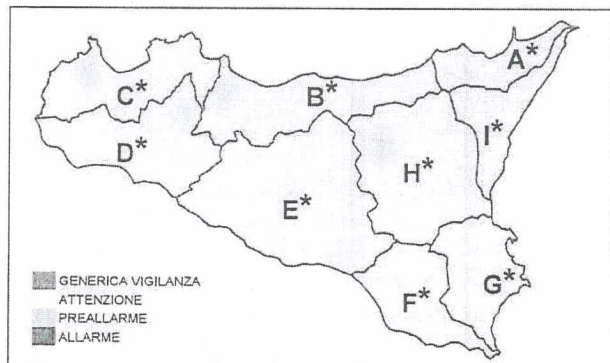 A*
C*
B*
I*
D*
H*
E*
G*
F*
GENERICA VIGILANZA
ATTENZIONE
PREALLARME
ALLARME